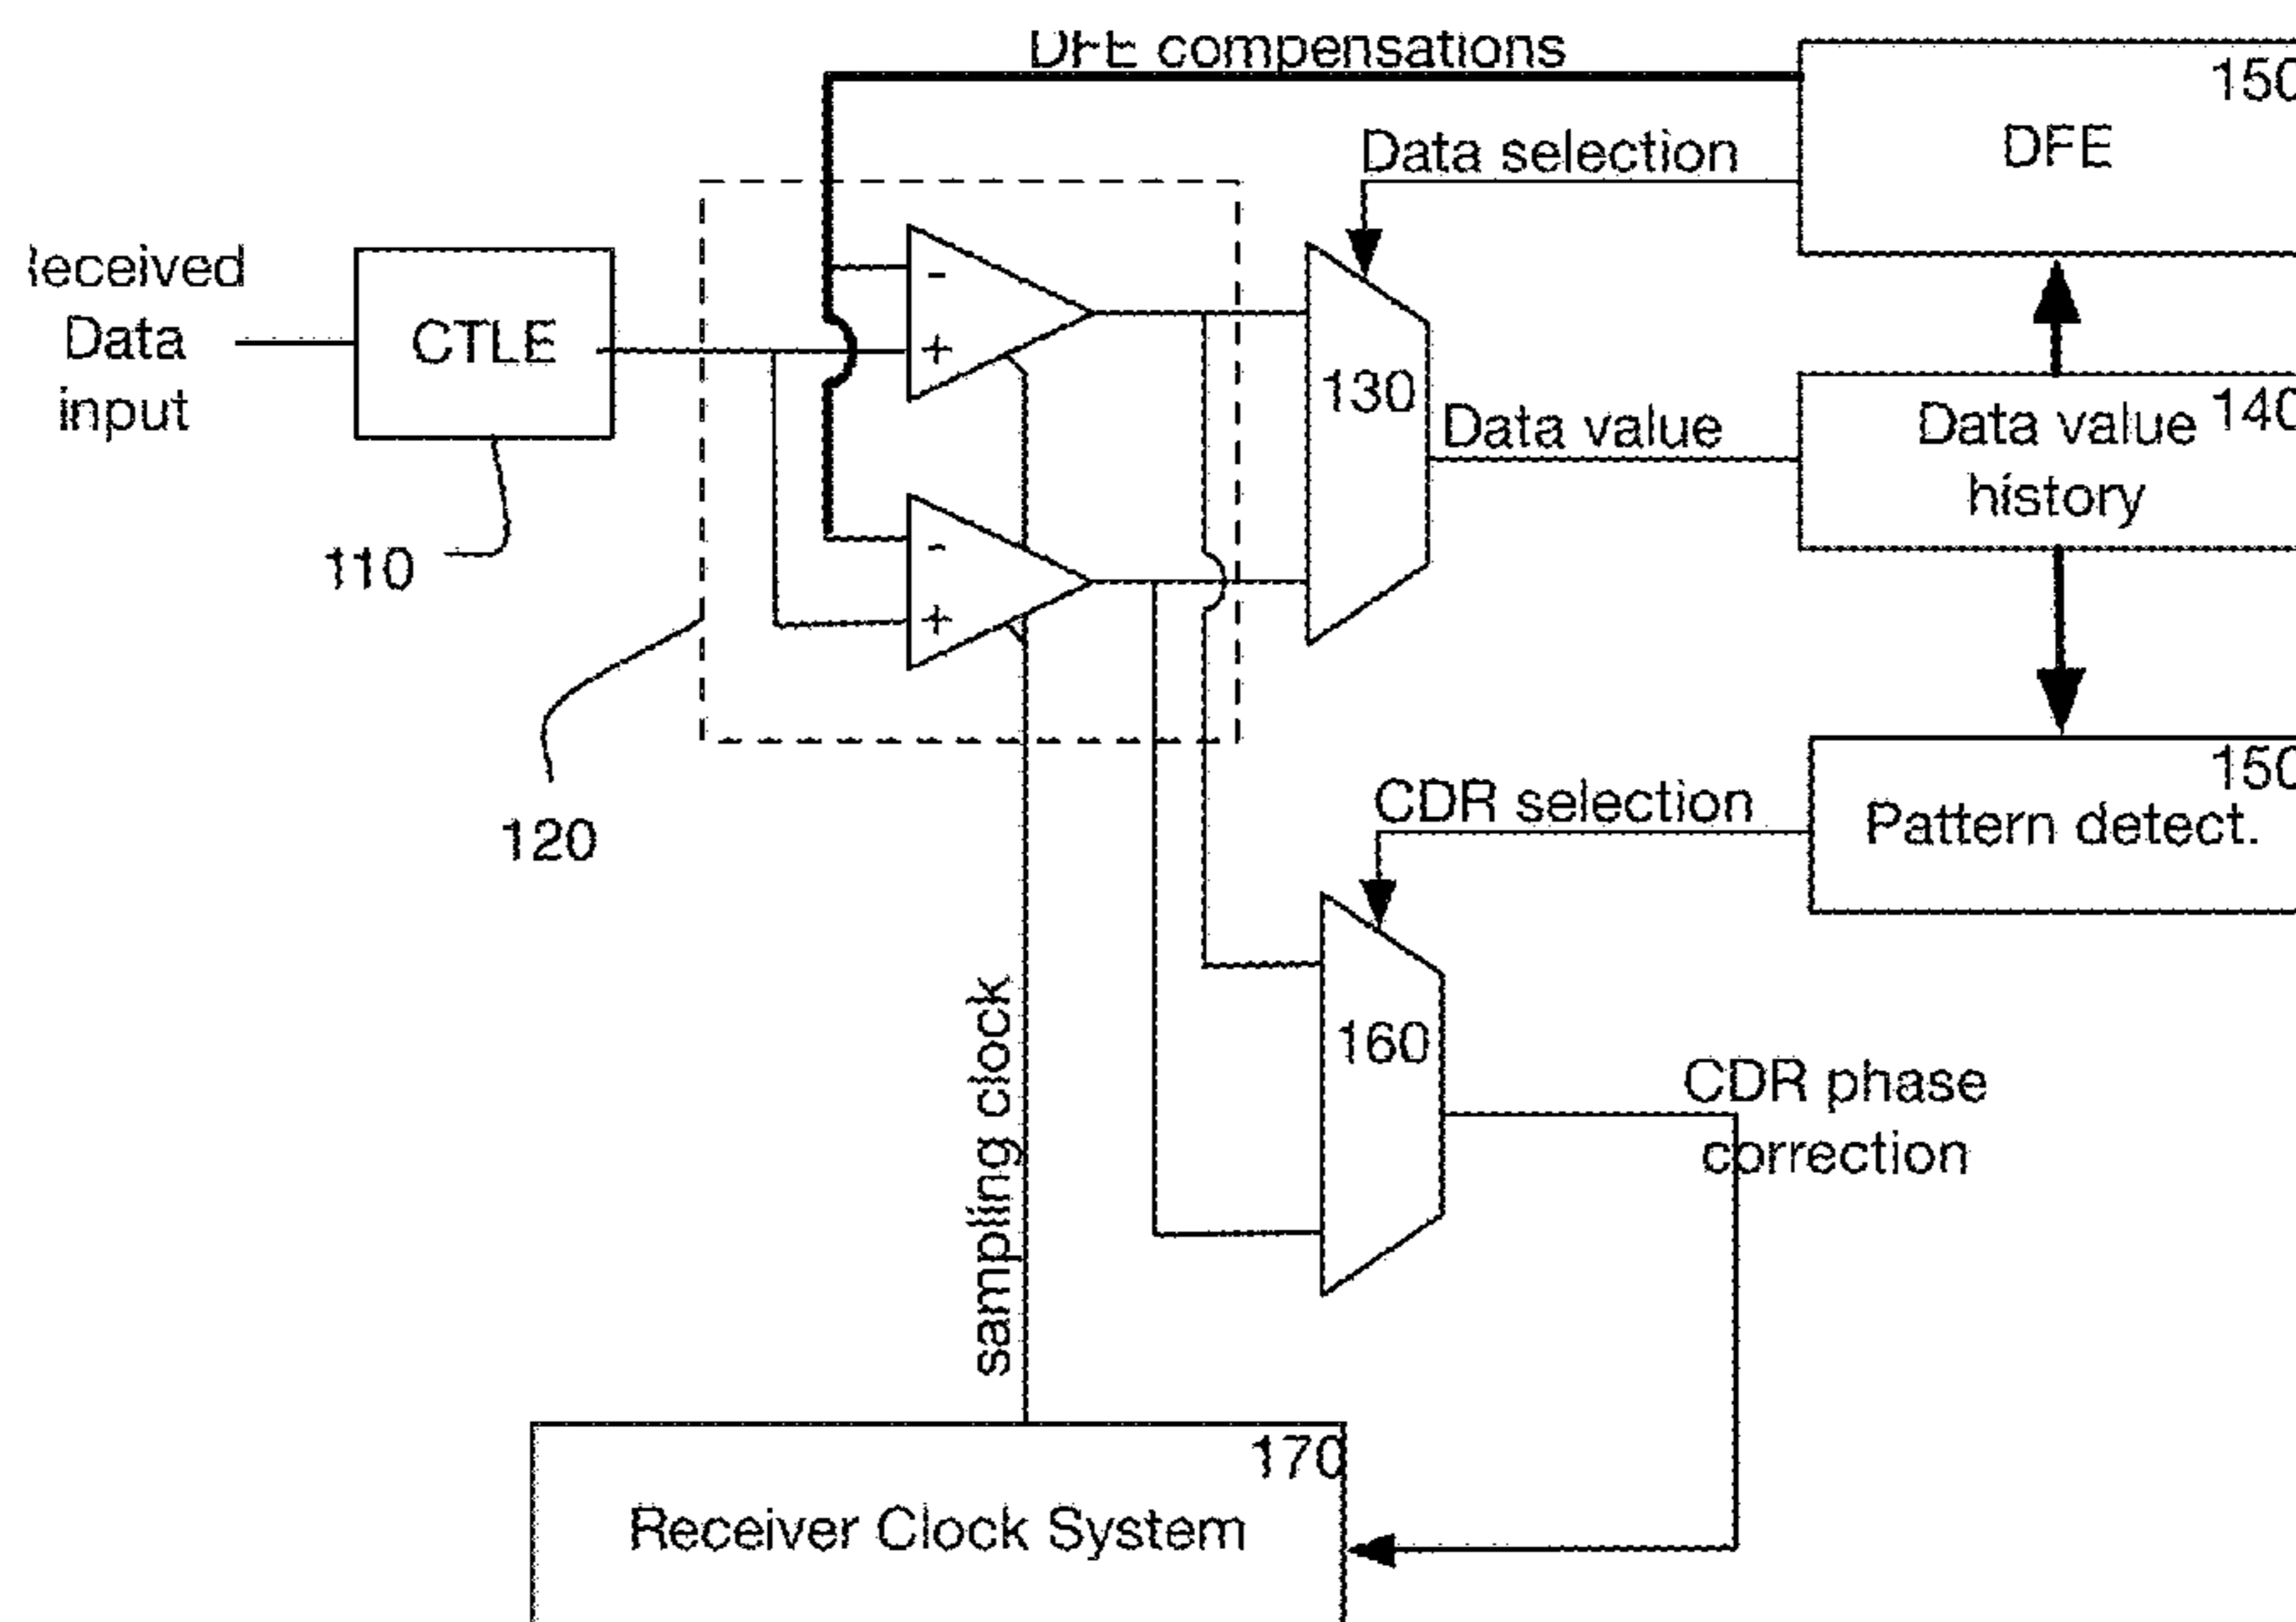 DFE compensations
150
DFE
Data selection
Received
Data
input
CTLE
-
+
130
Data value
140
Data value
history
110
-
+
120
150
Pattern detect.
CDR selection
160
CDR phase
correction
sampling clock
170
Receiver Clock System